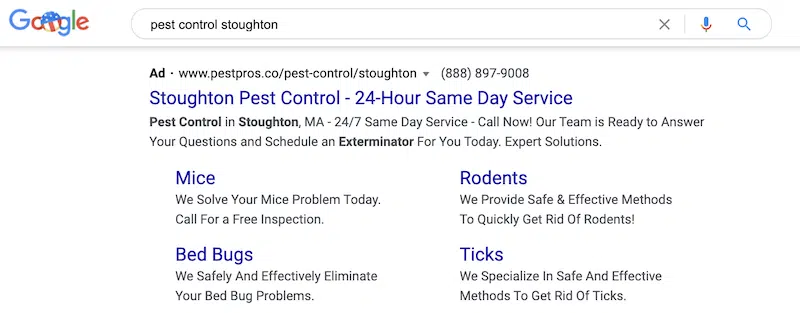 Google
pest control stoughton
Ad · www.pestpros.co/pest-control/stoughton (888) 897-9008
Stoughton Pest Control - 24-Hour Same Day Service
Pest Control in Stoughton, MA - 24/7 Same Day Service - Call Now! Our Team is Ready to Answer
Your Questions and Schedule an Exterminator For You Today. Expert Solutions.
Mice
We Solve Your Mice Problem Today.
Call For a Free Inspection.
Rodents
We Provide Safe & Effective Methods
To Quickly Get Rid Of Rodents!
Bed Bugs
We Safely And Effectively Eliminate
Your Bed Bug Problems.
Ticks
We Specialize In Safe And Effective
Methods To Get Rid Of Ticks.